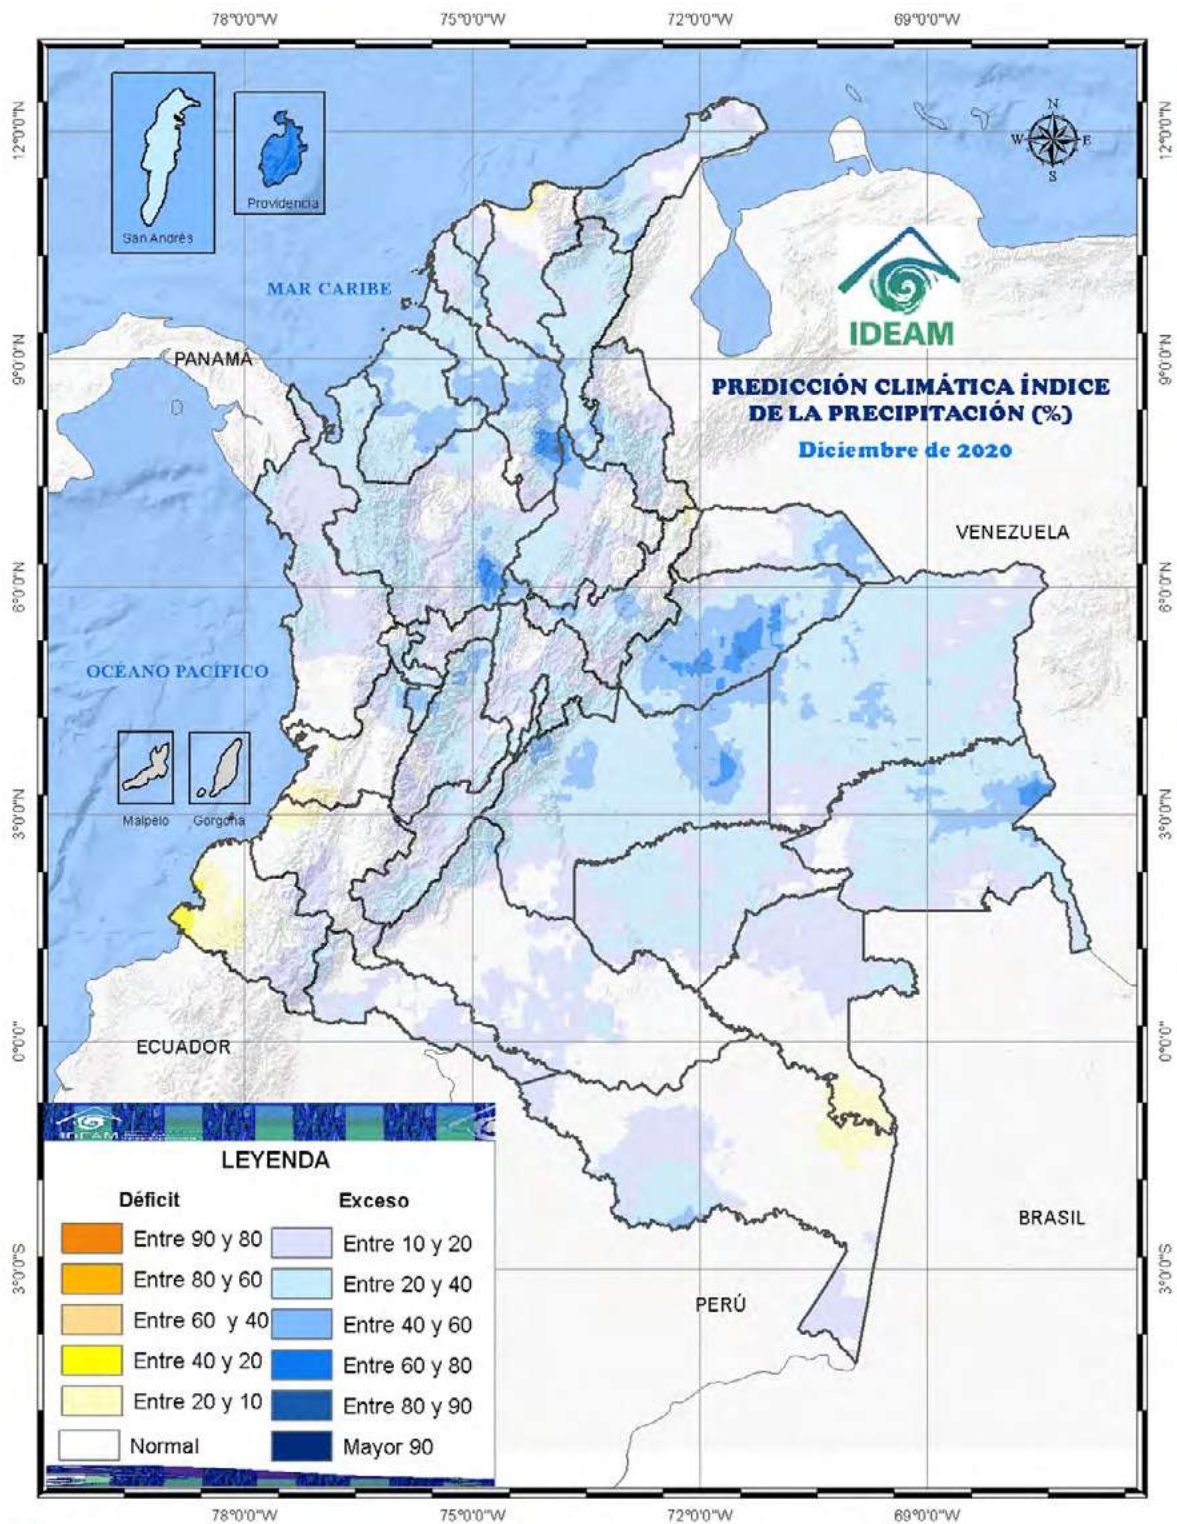 78°0'0"W 75°0'0"W 72°0'0"W 69°0'0"W
12°0'0"N
12°0'0"N
N
W E
S
San Andrés
Providencia
MAR CARIBE
IDEAM
9°0'0"N
PANAMÁ
9°0'0"N
PREDICCIÓN CLIMÁTICA ÍNDICE
DE LA PRECIPITACIÓN (%)
Diciembre de 2020
VENEZUELA
6°0'0"N
6°0'0"N
OCÉANO PACÍFICO
Malpelo
Gorgona
3°0'0"N
3°0'0"N
0°0'0"
ECUADOR
0°0'0"
IDEAM
LEYENDA
Déficit Exceso
Entre 90 y 80 Entre 10 y 20
Entre 80 y 60 Entre 20 y 40
Entre 60 y 40 Entre 40 y 60
Entre 40 y 20 Entre 60 y 80
Entre 20 y 10 Entre 80 y 90
Normal Mayor 90
BRASIL
PERÚ
3°0'0"S
3°0'0"S
78°0'0"W 75°0'0"W 72°0'0"W 69°0'0"W